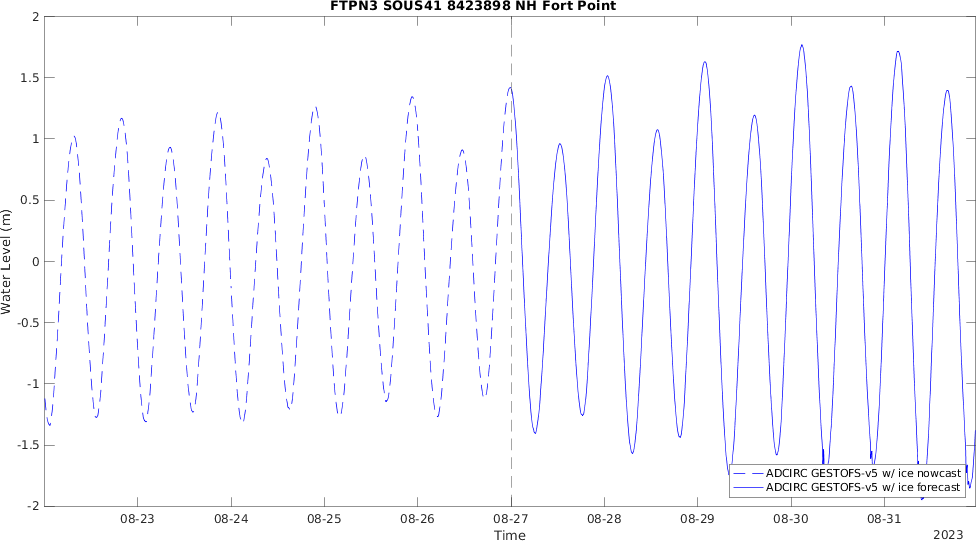 FTPN3 SOUS41 8423898 NH Fort Point
2
1.5
1
0.5
0
-0.5
-1
-1.5
-2
Water Level (m)
ADCIRC GESTOFS-v5 w/ ice nowcast
ADCIRC GESTOFS-v5 w/ ice forecast
08-23 08-24 08-25 08-26 08-27 08-28 08-29 08-30 08-31
Time
2023